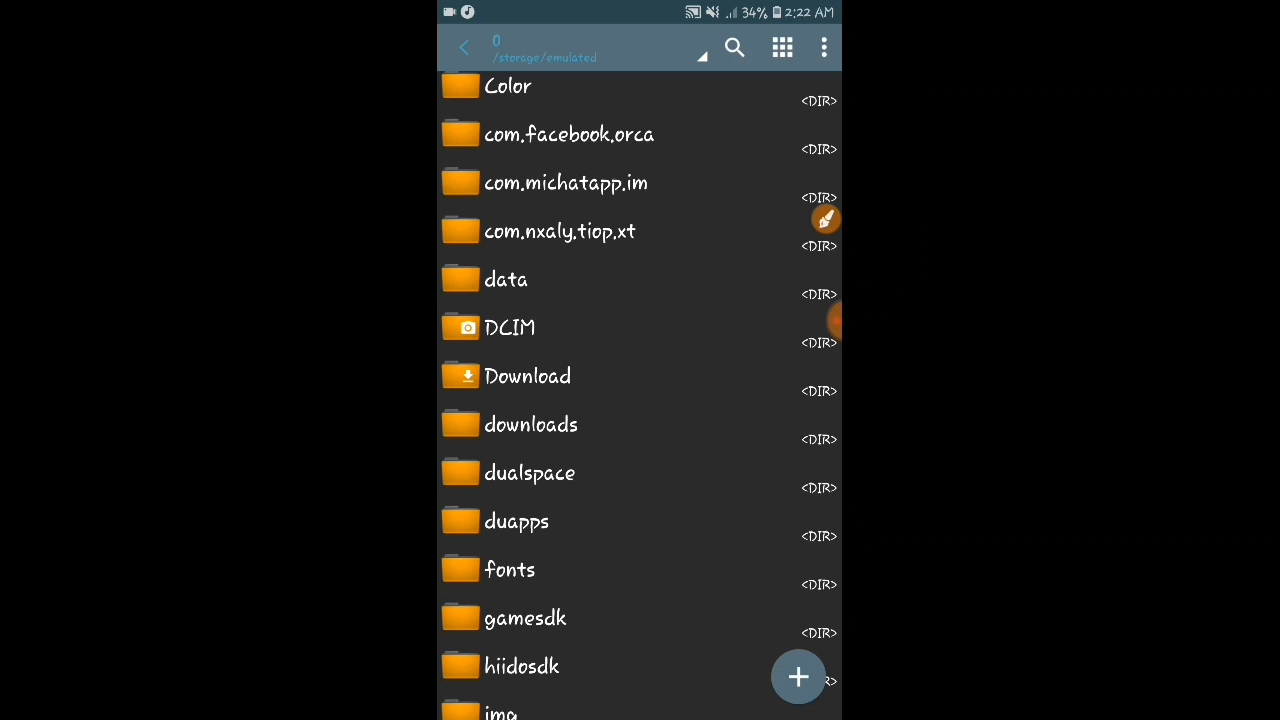 34% 2:22 AM
0
/storage/emulated
Color
<DIR>
com.facebook.orca
<DIR>
com.michatapp.im
<DIR>
com.nxaly.tiop.xt
<DIR>
data
<DIR>
DCIM
<DIR>
Download
<DIR>
downloads
<DIR>
dualspace
<DIR>
duapps
<DIR>
fonts
<DIR>
gamesdk
<DIR>
hiidosdk
R>
img